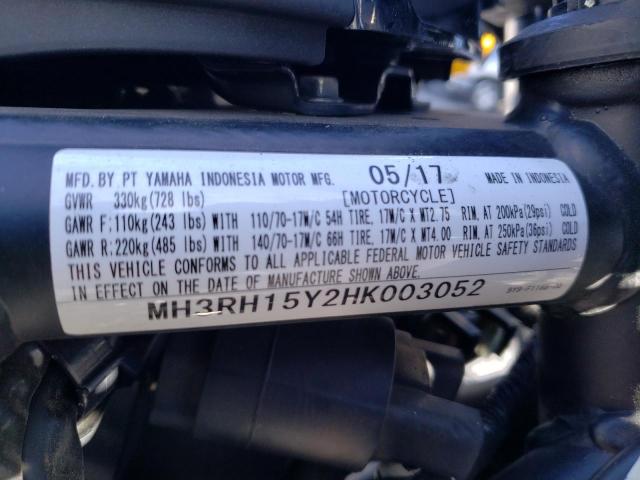 MFD. BY PT YAMAHA INDONESIA MOTOR MFG. 05/17 MADE IN INDONESIA
GVWR 330kg(728 lbs) [MOTORCYCLE]
GAWR F:110kg(243 lbs) WITH 110/70-17M/C 54H TIRE, 17M/C X MT2.75 RIM, AT 200kPa(29psi) COLD
GAWR R:220kg(485 lbs) WITH 140/70-17M/C 66H TIRE, 17M/C X MT4.00 RIM, AT 250kPa(36psi) COLD
THIS VEHICLE CONFORMS TO ALL APPLICABLE FEDERAL MOTOR VEHICLE SAFETY STANDARDS
IN EFFECT ON THE DATE OF MANUFACTURE SHOWN ABOVE.
MH3RH15Y2HK003052